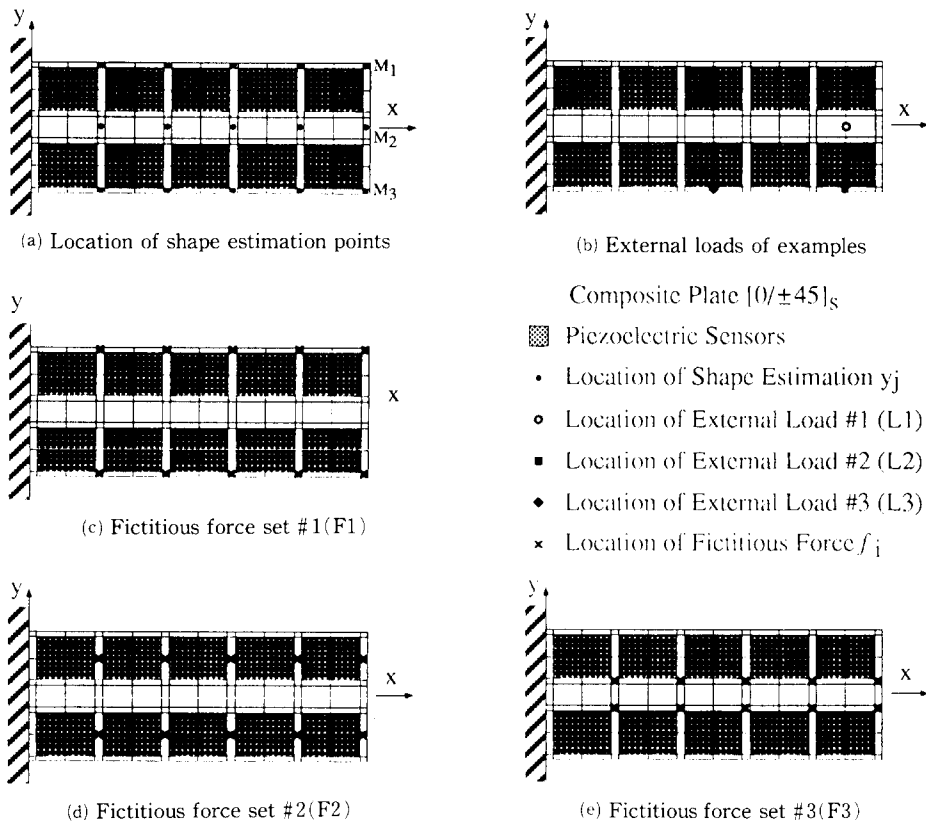 y
M1
X
M2
M3
(a) Location of shape estimation points
y
X
(b) External loads of examples
Composite Plate [0/±45]s
Piezoelectric Sensors
Location of Shape Estimation yj
Location of External Load #1 (L1)
Location of External Load #2 (L2)
Location of External Load #3 (L3)
Location of Fictitious Force fi
y
X
(c) Fictitious force set #1(F1)
y
X
(d) Fictitious force set #2(F2)
y
X
(e) Fictitious force set #3(F3)